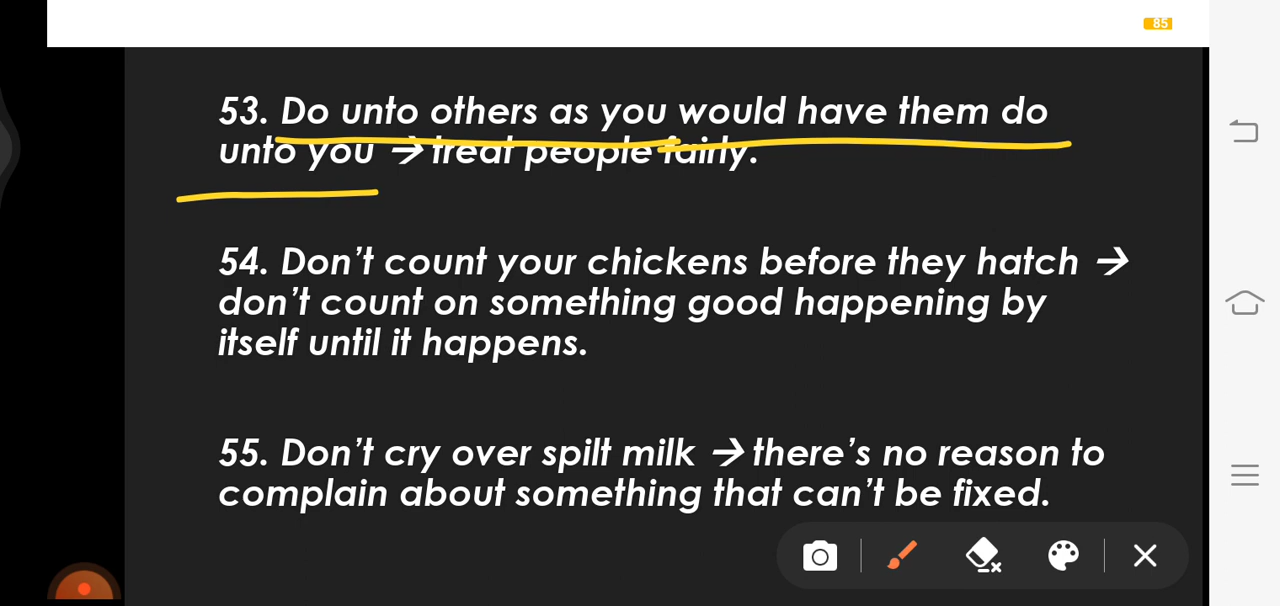 85
53. Do unto others as you would have them do
unto you → treat people fairly.
54. Don’t count your chickens before they hatch →
don’t count on something good happening by
itself until it happens.
55. Don’t cry over spilt milk → there’s no reason to
complain about something that can’t be fixed.